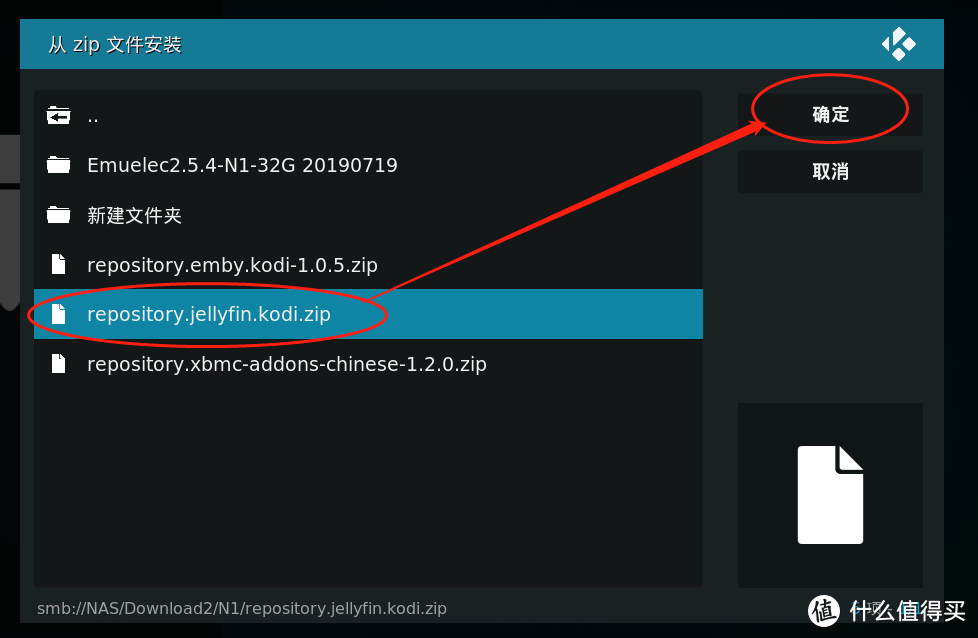 从 zip 文件安装
..
Emuelec2.5.4-N1-32G 20190719
新建文件夹
repository.emby.kodi-1.0.5.zip
repository.jellyfin.kodi.zip
repository.xbmc-addons-chinese-1.2.0.zip
确定
取消
smb://NAS/Download2/N1/repository.jellyfin.kodi.zip
值 什么值得买